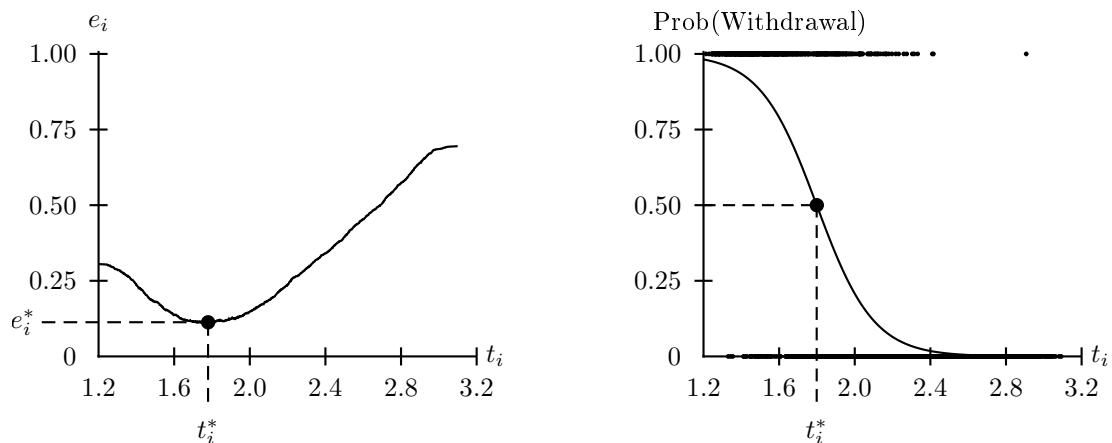 e_i
1.00
0.75
0.50
0.25
e_i^*
0
t_i
1.2 1.6 2.0 2.4 2.8 3.2
t_i^*
Prob(Withdrawal)
1.00
0.75
0.50
0.25
0
t_i
1.2 1.6 2.0 2.4 2.8 3.2
t_i^*